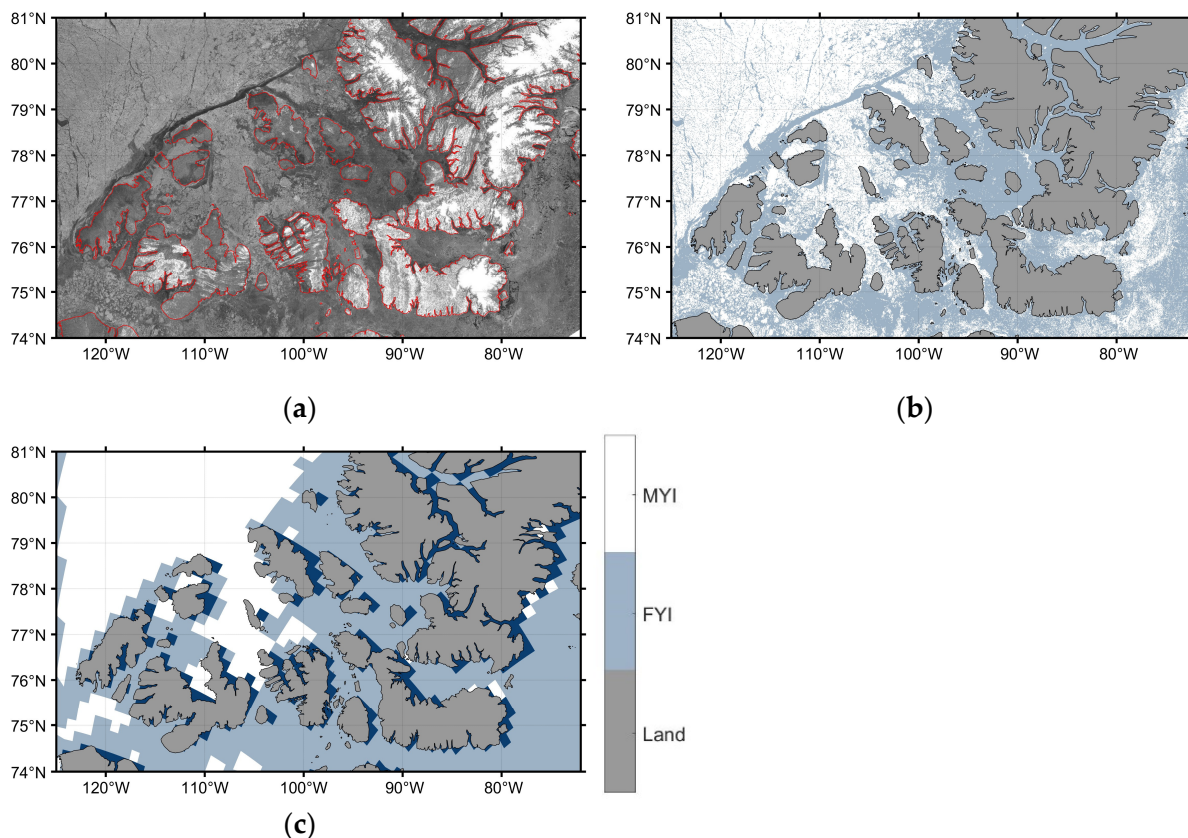 81°N 81°N
80°N 80°N
79°N 79°N
78°N 78°N
77°N 77°N
76°N 76°N
75°N 75°N
74°N 74°N
120°W 110°W 100°W 90°W 80°W 120°W 110°W 100°W 90°W 80°W
(a) (b)
81°N
80°N
MYI
79°N
78°N
FYI
77°N
76°N
75°N
Land
74°N
120°W 110°W 100°W 90°W 80°W
(c)